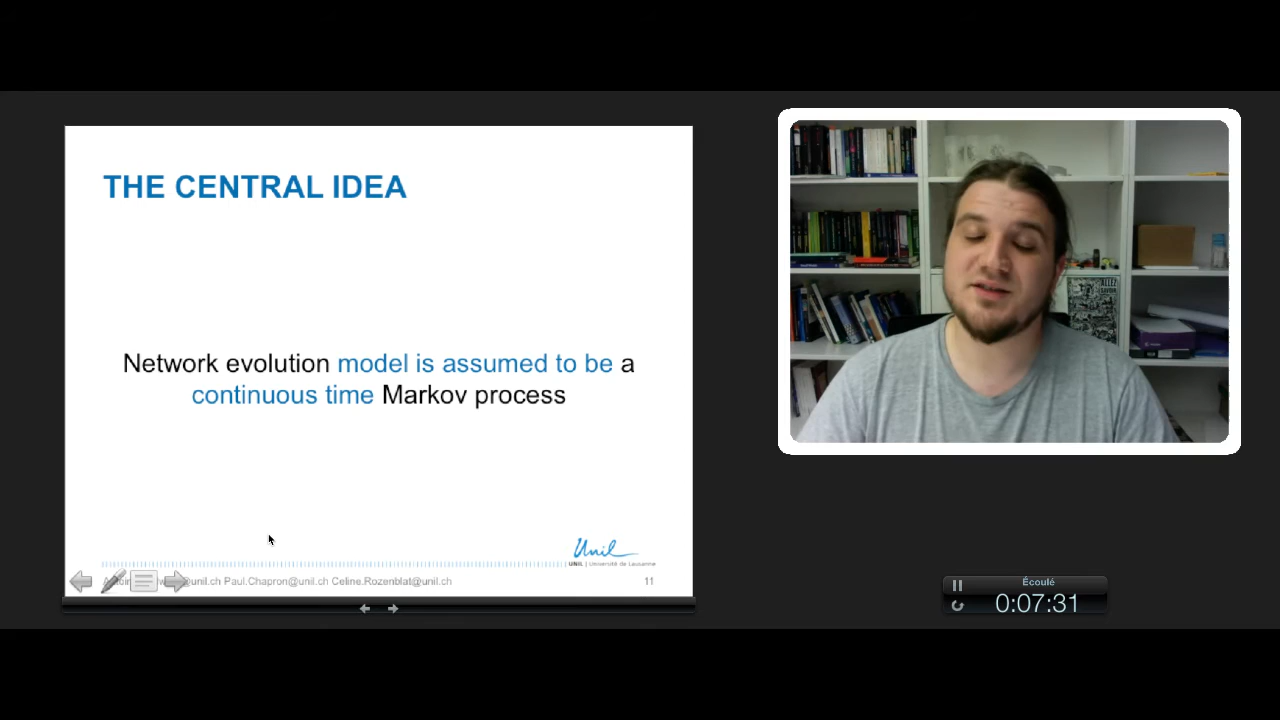 THE CENTRAL IDEA
Network evolution model is assumed to be a
continuous time Markov process
Unil
UNIL | Université de Lausanne
@unil.ch Paul.Chapron@unil.ch Celine.Rozenblat@unil.ch
11
Écoulé
0:07:31